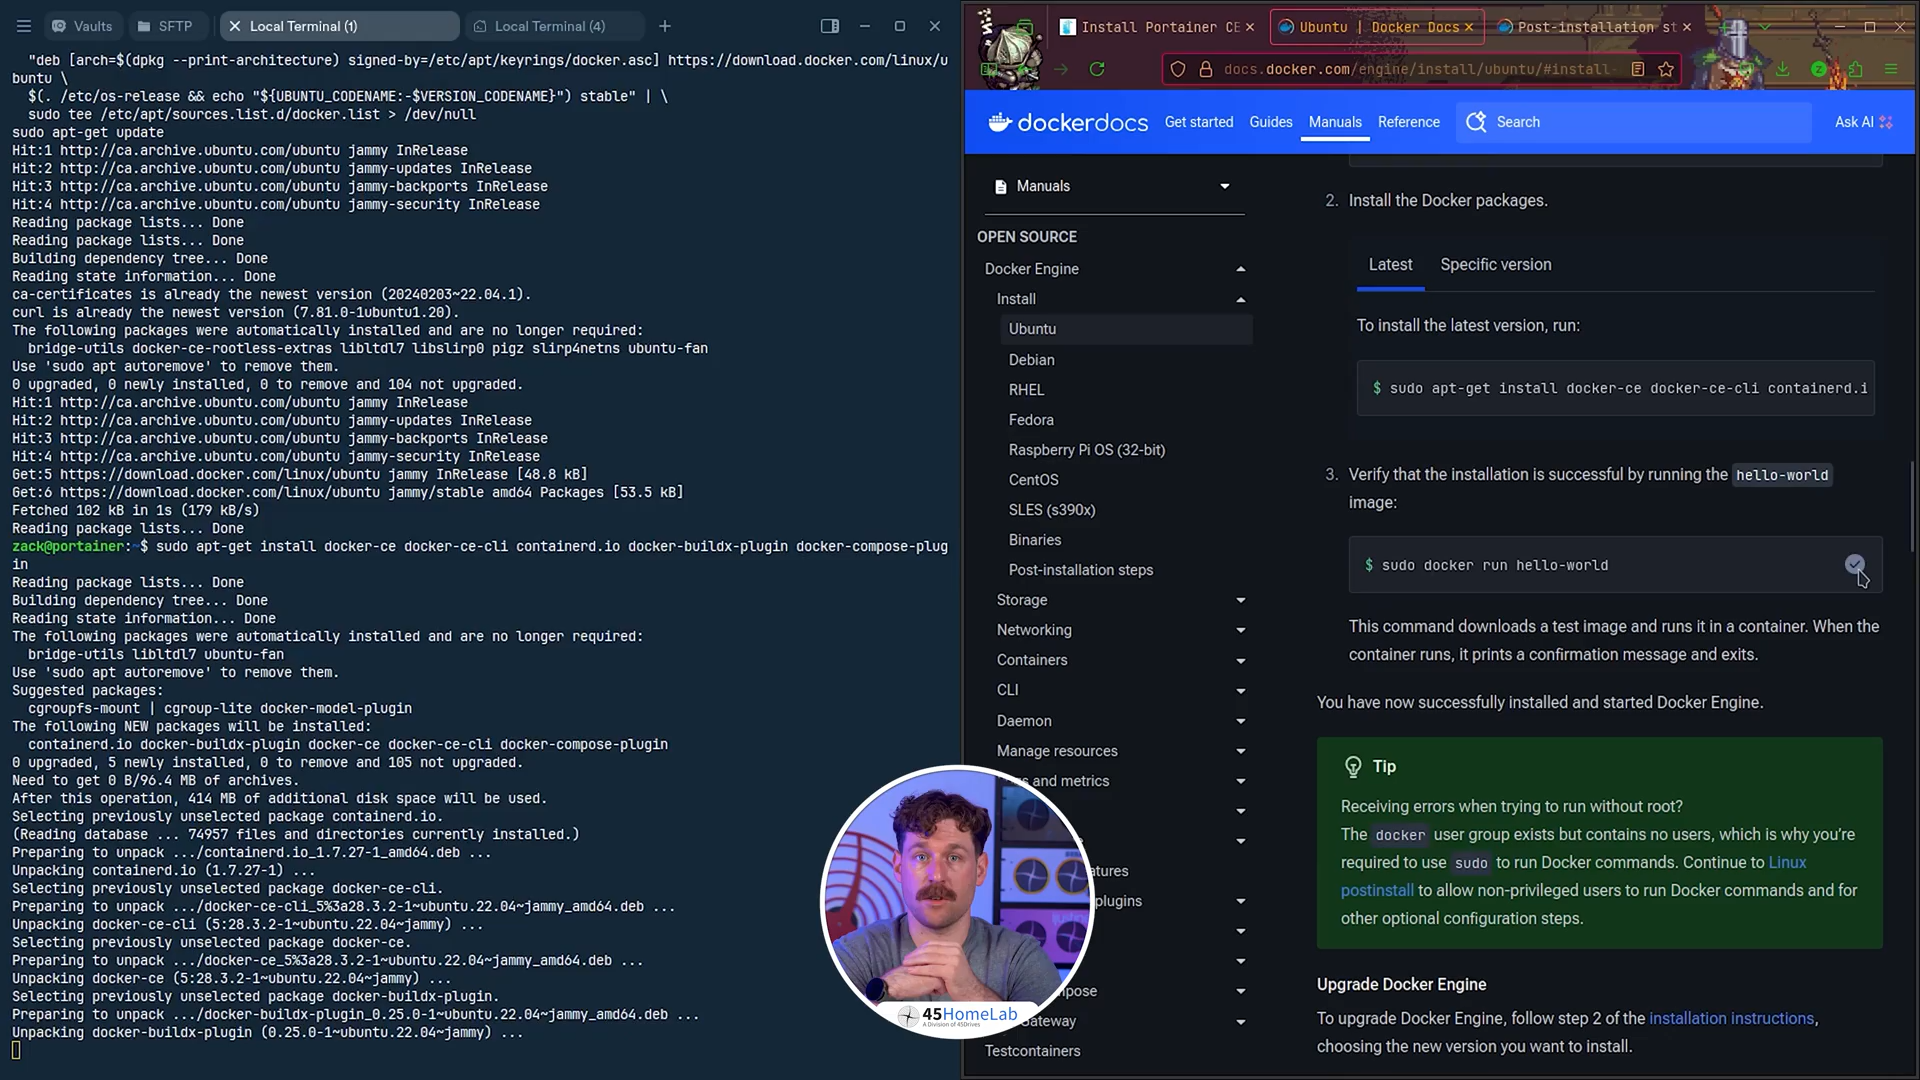 Vaults
SFTP
Local Terminal (1)
Local Terminal (4)
"deb [arch=$(dpkg --print-architecture) signed-by=/etc/apt/keyrings/docker.asc] https://download.docker.com/linux/u
buntu \
$(. /etc/os-release && echo "${UBUNTU_CODENAME:-$VERSION_CODENAME}") stable" | \
sudo tee /etc/apt/sources.list.d/docker.list > /dev/null
sudo apt-get update
Hit:1 http://ca.archive.ubuntu.com/ubuntu jammy InRelease
Hit:2 http://ca.archive.ubuntu.com/ubuntu jammy-updates InRelease
Hit:3 http://ca.archive.ubuntu.com/ubuntu jammy-backports InRelease
Hit:4 http://ca.archive.ubuntu.com/ubuntu jammy-security InRelease
Reading package lists... Done
Reading package lists... Done
Building dependency tree... Done
Reading state information... Done
ca-certificates is already the newest version (20240203~22.04.1).
curl is already the newest version (7.81.0-1ubuntu1.20).
The following packages were automatically installed and are no longer required:
bridge-utils docker-ce-rootless-extras libltdl7 libslirp0 pigz slirp4netns ubuntu-fan
Use 'sudo apt autoremove' to remove them.
0 upgraded, 0 newly installed, 0 to remove and 104 not upgraded.
Hit:1 http://ca.archive.ubuntu.com/ubuntu jammy InRelease
Hit:2 http://ca.archive.ubuntu.com/ubuntu jammy-updates InRelease
Hit:3 http://ca.archive.ubuntu.com/ubuntu jammy-backports InRelease
Hit:4 http://ca.archive.ubuntu.com/ubuntu jammy-security InRelease
Get:5 https://download.docker.com/linux/ubuntu jammy InRelease [48.8 kB]
Get:6 https://download.docker.com/linux/ubuntu jammy/stable amd64 Packages [53.5 kB]
Fetched 102 kB in 1s (179 kB/s)
Reading package lists... Done
zack@portainer:~$ sudo apt-get install docker-ce docker-ce-cli containerd.io docker-buildx-plugin docker-compose-plug
in
Reading package lists... Done
Building dependency tree... Done
Reading state information... Done
The following packages were automatically installed and are no longer required:
bridge-utils libltdl7 ubuntu-fan
Use 'sudo apt autoremove' to remove them.
Suggested packages:
cgroupfs-mount | cgroup-lite docker-model-plugin
The following NEW packages will be installed:
containerd.io docker-buildx-plugin docker-ce docker-ce-cli docker-compose-plugin
0 upgraded, 5 newly installed, 0 to remove and 105 not upgraded.
Need to get 0 B/96.4 MB of archives.
After this operation, 414 MB of additional disk space will be used.
Selecting previously unselected package containerd.io.
(Reading database ... 74957 files and directories currently installed.)
Preparing to unpack .../containerd.io_1.7.27-1_amd64.deb ...
Unpacking containerd.io (1.7.27-1) ...
Selecting previously unselected package docker-ce-cli.
Preparing to unpack .../docker-ce-cli_5%3a28.3.2-1~ubuntu.22.04~jammy_amd64.deb ...
Unpacking docker-ce-cli (5:28.3.2-1~ubuntu.22.04~jammy) ...
Selecting previously unselected package docker-ce.
Preparing to unpack .../docker-ce_5%3a28.3.2-1~ubuntu.22.04~jammy_amd64.deb ...
Unpacking docker-ce (5:28.3.2-1~ubuntu.22.04~jammy) ...
Selecting previously unselected package docker-buildx-plugin.
Preparing to unpack .../docker-buildx-plugin_0.25.0-1~ubuntu.22.04~jammy_amd64.deb ...
Unpacking docker-buildx-plugin (0.25.0-1~ubuntu.22.04~jammy) ...
Install Portainer CE
Ubuntu | Docker Docs
Post-installation st
docs.docker.com/engine/install/ubuntu/#install-
dockerdocs
Get started
Guides
Manuals
Reference
Search
Ask AI
Manuals
OPEN SOURCE
Docker Engine
Install
Ubuntu
Debian
RHEL
Fedora
Raspberry Pi OS (32-bit)
CentOS
SLES (s390x)
Binaries
Post-installation steps
Storage
Networking
Containers
CLI
Daemon
Manage resources
and metrics
atures
plugins
pose
Gateway
Testcontainers
2. Install the Docker packages.
Latest
Specific version
To install the latest version, run:
$ sudo apt-get install docker-ce docker-ce-cli containerd.i
3. Verify that the installation is successful by running the hello-world
image:
$ sudo docker run hello-world
This command downloads a test image and runs it in a container. When the
container runs, it prints a confirmation message and exits.
You have now successfully installed and started Docker Engine.
Tip
Receiving errors when trying to run without root?
The docker user group exists but contains no users, which is why you're
required to use sudo to run Docker commands. Continue to Linux
postinstall to allow non-privileged users to run Docker commands and for
other optional configuration steps.
Upgrade Docker Engine
To upgrade Docker Engine, follow step 2 of the installation instructions,
choosing the new version you want to install.
45HomeLab
A Division of 45Drives